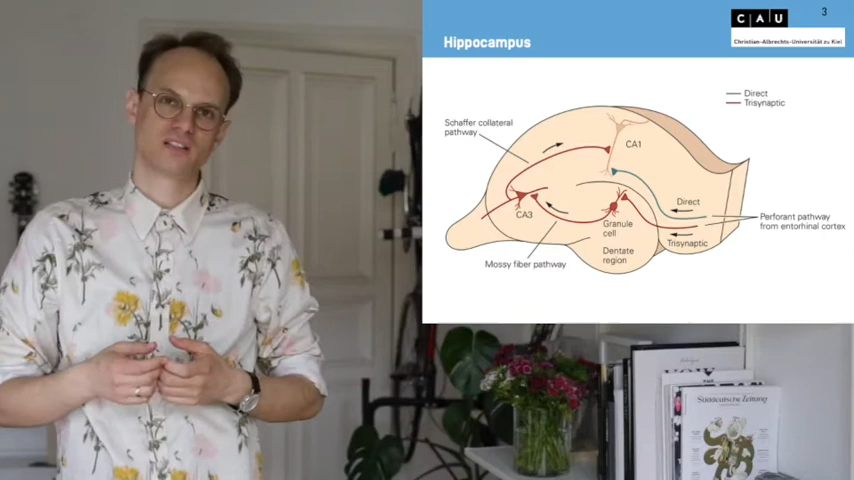 3
C A U
Christian-Albrechts-Universität zu Kiel
Hippocampus
Direct
Trisynaptic
Schaffer collateral
pathway
CA1
CA3
Granule
cell
Direct
Perforant pathway
from entorhinal cortex
Trisynaptic
Dentate
region
Mossy fiber pathway
Süddeutsche Zeitung